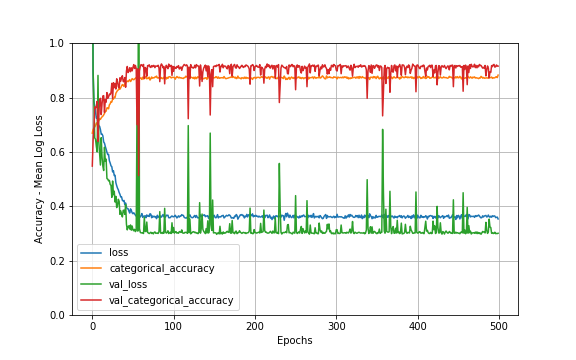 1.0
0.8
0.6
0.4
0.2
0.0
Accuracy - Mean Log Loss
loss
categorical_accuracy
val_loss
val_categorical_accuracy
0
100
200
300
400
500
Epochs